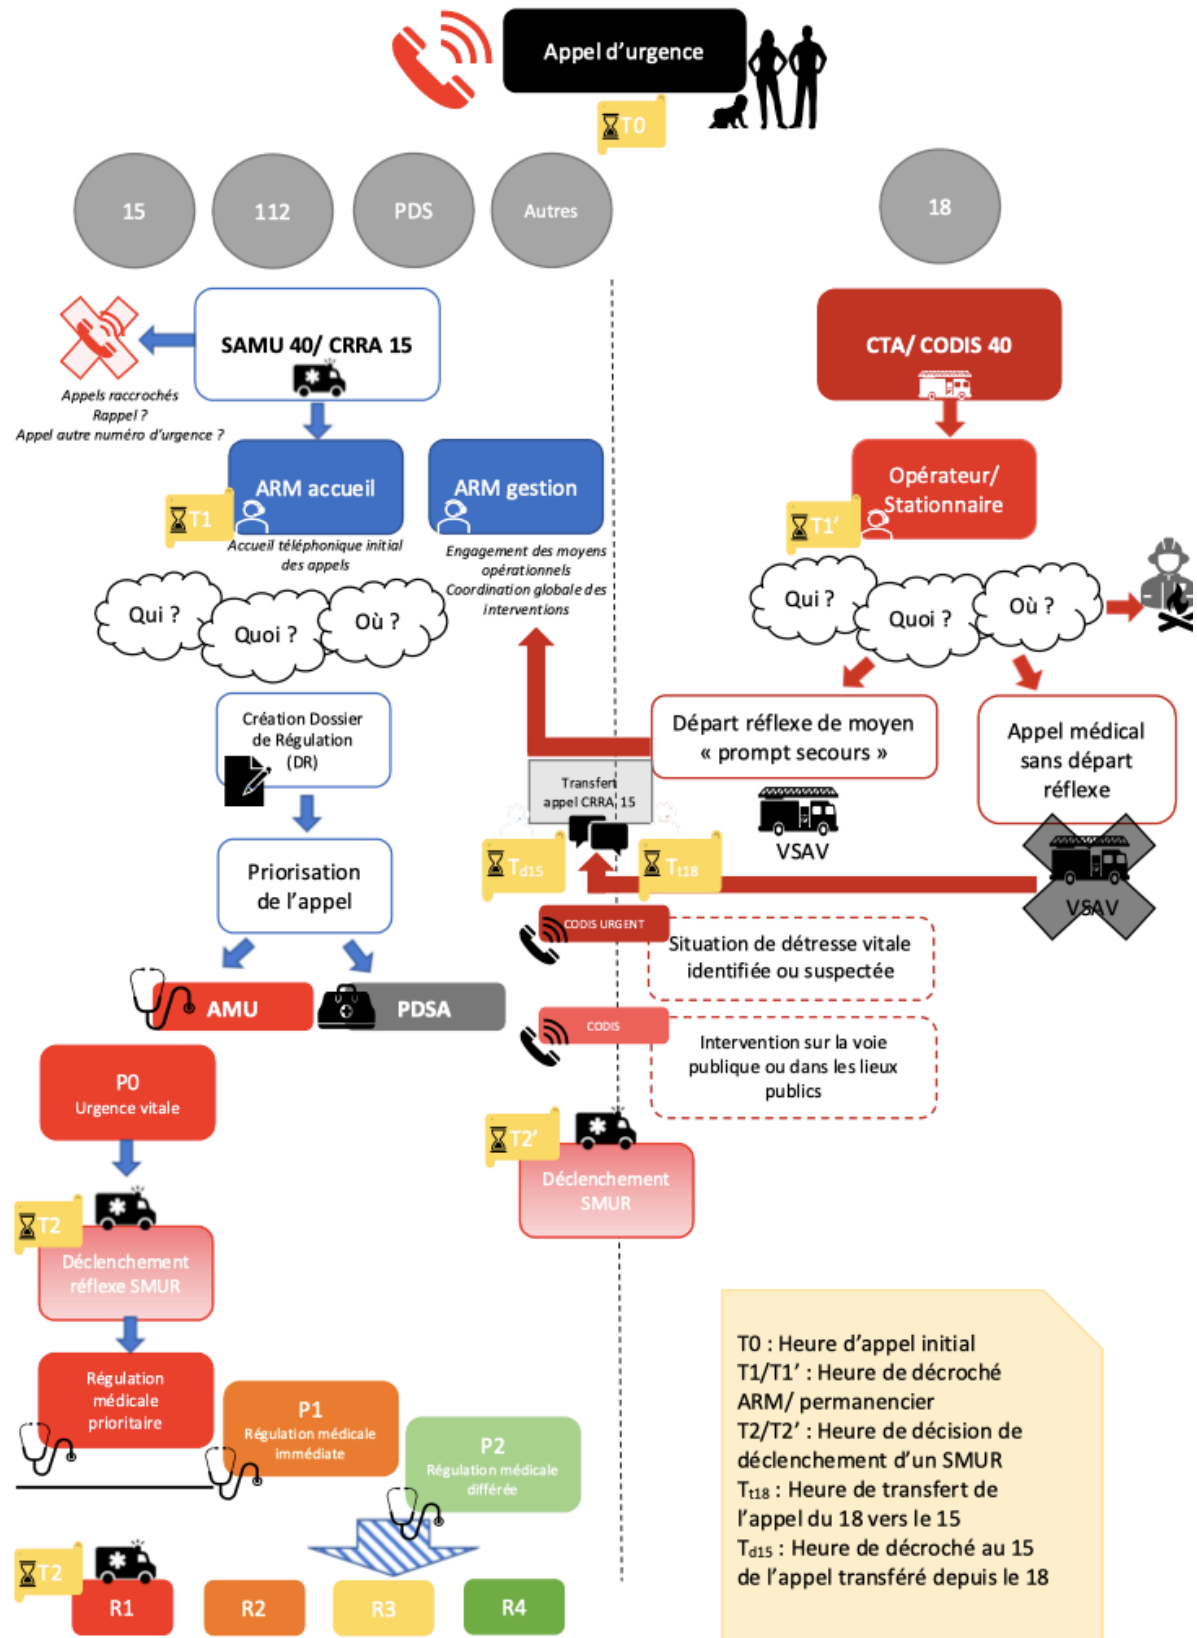 Appel d'urgence
T0
15
112
PDS
Autres
18
SAMU 40/ CRRA 15
Appels raccrochés
Rappel ?
Appel autre numéro d'urgence ?
CTA/ CODIS 40
ARM accueil
T1
Accueil téléphonique initial
des appels
ARM gestion
Engagement des moyens
opérationnels
Coordination globale des
interventions
Opérateur/
Stationnaire
T1'
Qui ?
Quoi ?
Où ?
Qui ?
Quoi ?
Où ?
Création Dossier
de Régulation
(DR)
Départ réflexe de moyen
« prompt secours »
VSAV
Appel médical
sans départ
réflexe
VSAV
Transfert
appel CRRA 15
Td15
Tt18
Priorisation
de l'appel
CODIS URGENT
Situation de détresse vitale
identifiée ou suspectée
AMU
PDSA
CODIS
Intervention sur la voie
publique ou dans les lieux
publics
P0
Urgence vitale
T2'
Déclenchement
SMUR
T2
Déclenchement
réflexe SMUR
Régulation
médicale
prioritaire
P1
Régulation médicale
immédiate
P2
Régulation médicale
différée
T2
R1
R2
R3
R4
T0 : Heure d'appel initial
T1/T1' : Heure de décroché
ARM/ permanencier
T2/T2' : Heure de décision de
déclenchement d'un SMUR
Tt18 : Heure de transfert de
l'appel du 18 vers le 15
Td15 : Heure de décroché au 15
de l'appel transféré depuis le 18